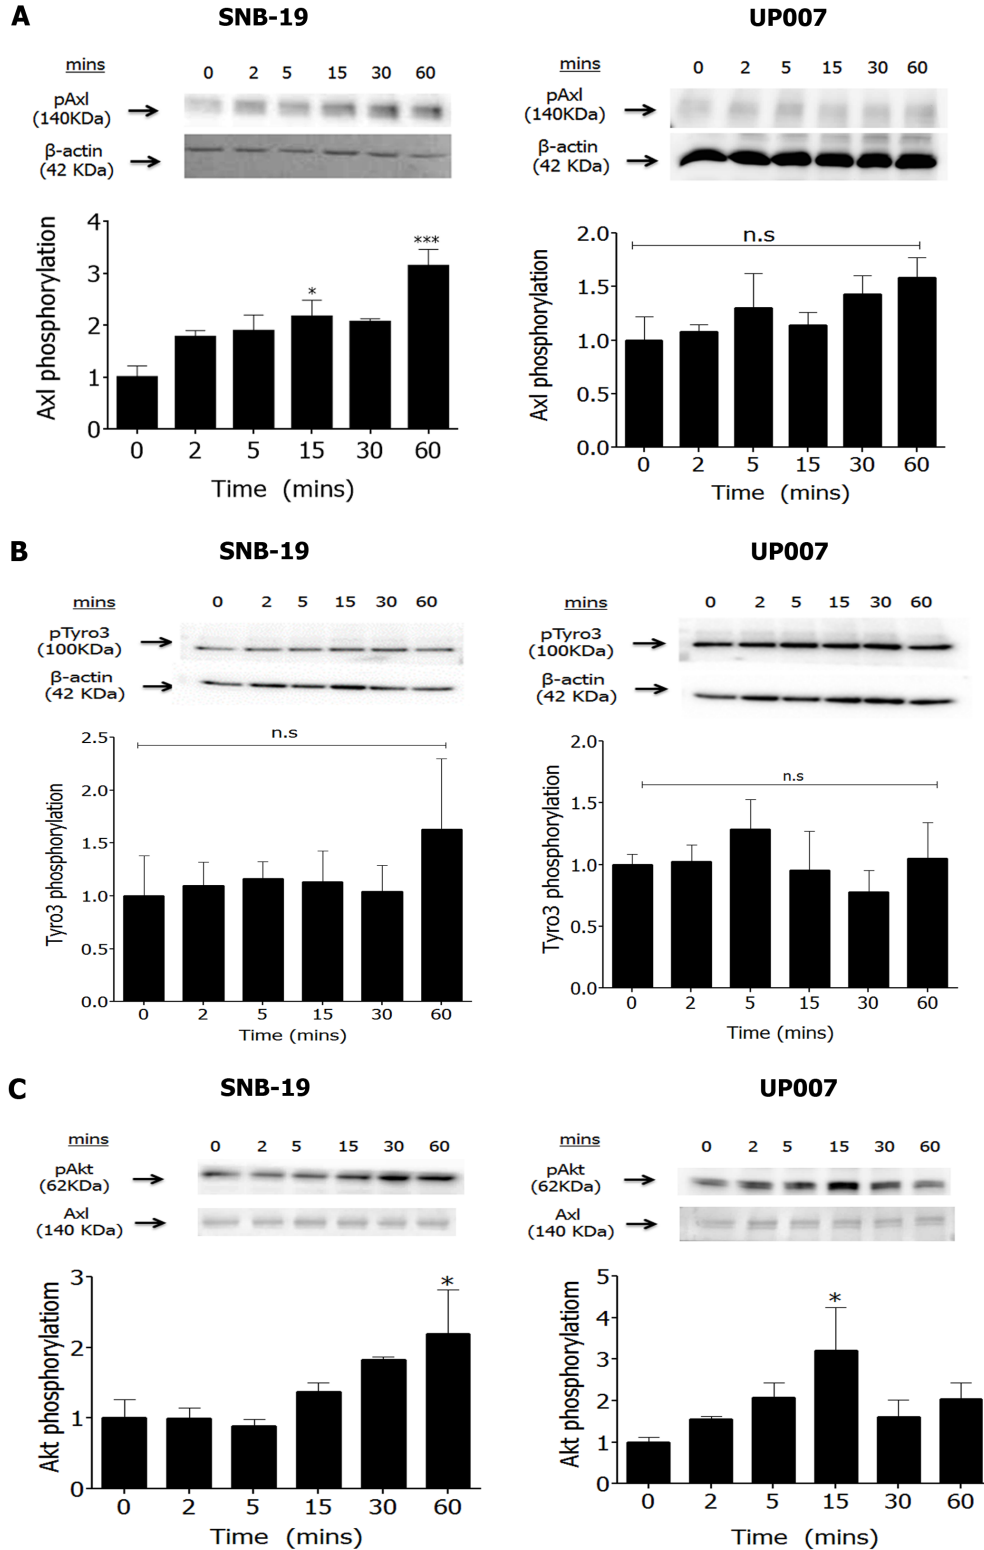 A
SNB-19
UP007
mins 0 2 5 15 30 60
pAxl
(140KDa)
β-actin
(42 KDa)
mins 0 2 5 15 30 60
pAxl
(140KDa)
β-actin
(42 KDa)
Axl phosphorylation
4
3
2
1
0
*
***
0 2 5 15 30 60
Time (mins)
Axl phosphorylation
2.0
1.5
1.0
0.5
0.0
n.s
0 2 5 15 30 60
Time (mins)
B
SNB-19
UP007
mins 0 2 5 15 30 60
pTyro3
(100KDa)
β-actin
(42 KDa)
mins 0 2 5 15 30 60
pTyro3
(100KDa)
β-actin
(42 KDa)
Tyro3 phosphorylation
2.5
2.0
1.5
1.0
0.5
0.0
n.s
0 2 5 15 30 60
Time (mins)
Tyro3 phosphorylation
2.0
1.5
1.0
0.5
0.0
n.s
0 2 5 15 30 60
Time (mins)
C
SNB-19
UP007
mins 0 2 5 15 30 60
pAkt
(62KDa)
Axl
(140 KDa)
mins 0 2 5 15 30 60
pAkt
(62KDa)
Axl
(140 KDa)
Akt phosphorylatiom
3
2
1
0
*
0 2 5 15 30 60
Time (mins)
Akt phosphorylatiom
5
4
3
2
1
0
*
0 2 5 15 30 60
Time (mins)